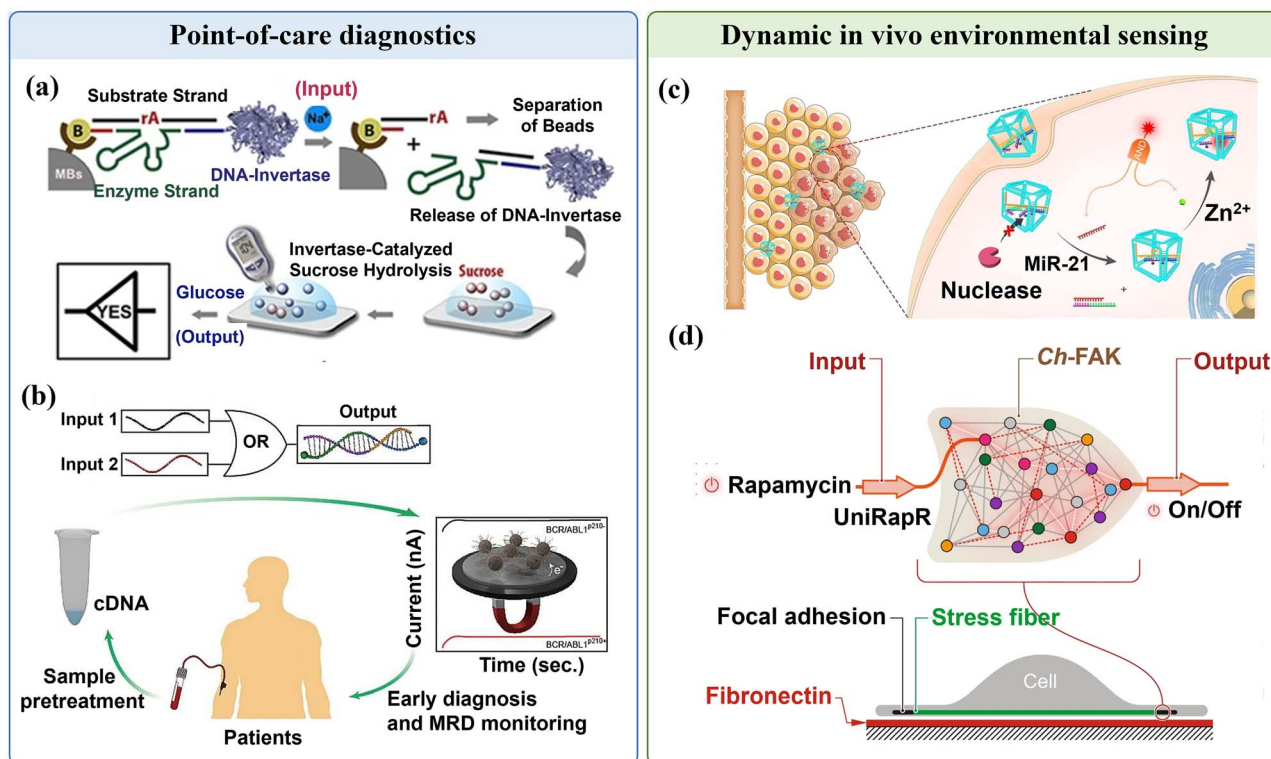 Point-of-care diagnostics
(a)
Substrate Strand
(Input)
rA
B
Na+
B
rA
Separation
of Beads
+
MBs
Enzyme Strand
DNA-Invertase
Release of DNA-Invertase
Invertase-Catalyzed
Sucrose Hydrolysis
Sucrose
Glucose
(Output)
YES
(b)
Input 1
Input 2
OR
Output
cDNA
Sample
pretreatment
Patients
Current (nA)
BCR/ABL1p210-
e-
BCR/ABL1p210+
Time (sec.)
Early diagnosis
and MRD monitoring
Dynamic in vivo environmental sensing
(c)
AND
Zn2+
MiR-21
Nuclease
+
(d)
Input
Ch-FAK
Output
Rapamycin
UniRapR
On/Off
Focal adhesion
Stress fiber
Cell
Fibronectin